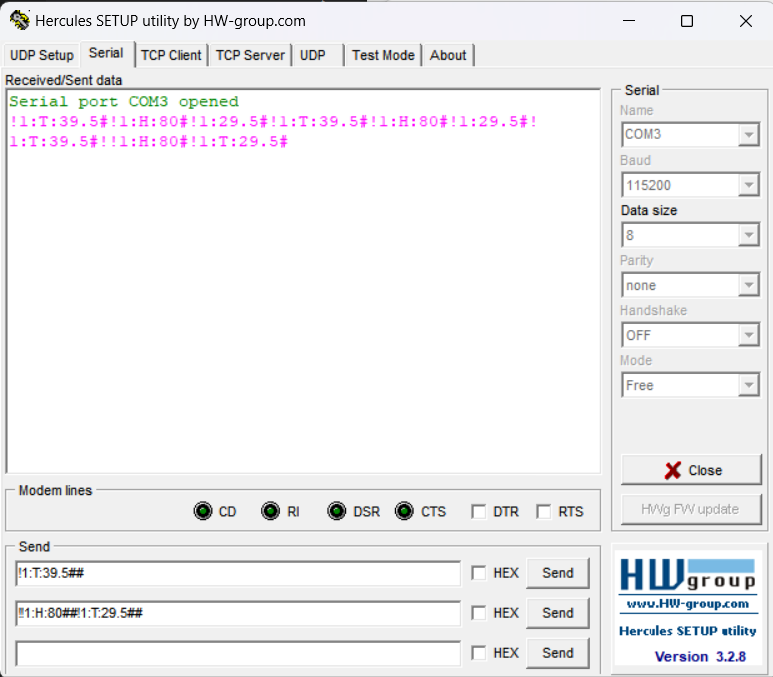 Hercules SETUP utility by HW-group.com
UDP Setup Serial TCP Client TCP Server UDP Test Mode About
Received/Sent data
Serial port COM3 opened
!1:T:39.5#!1:H:80#!1:29.5#!1:T:39.5#!1:H:80#!1:29.5#!
1:T:39.5#!!1:H:80#!1:T:29.5#
Serial
Name
COM3
Baud
115200
Data size
8
Parity
none
Handshake
OFF
Mode
Free
Close
HWg FW update
Modem lines
CD RI DSR CTS DTR RTS
Send
!1:T:39.5## HEX Send
!!1:H:80##!1:T:29.5## HEX Send
HEX Send
HW group
www.HW-group.com
Hercules SETUP utility
Version 3.2.8